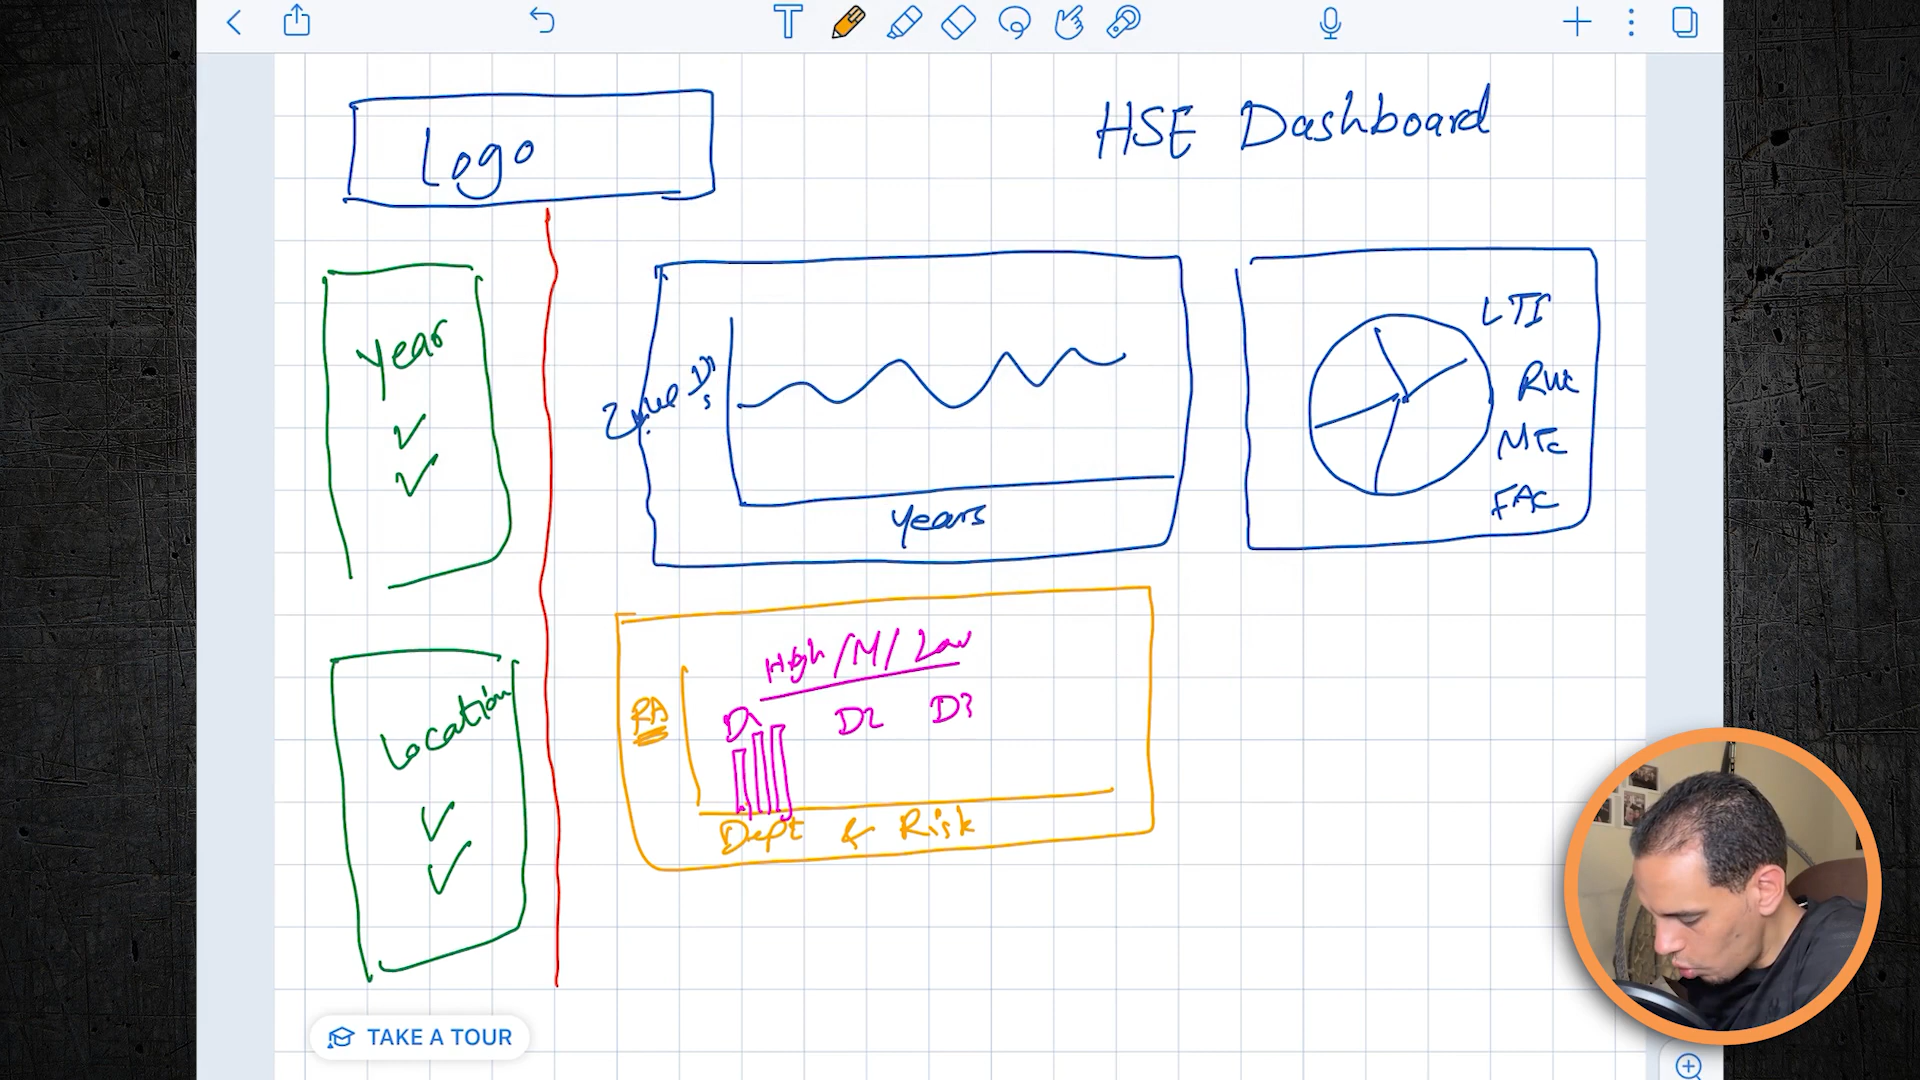 HSE Dashboard
Logo
Year
LTI
RWC
MTC
FAC
Years
High/M/Low
RA
D1 D2 D3
Location
Dept & Risk
TAKE A TOUR